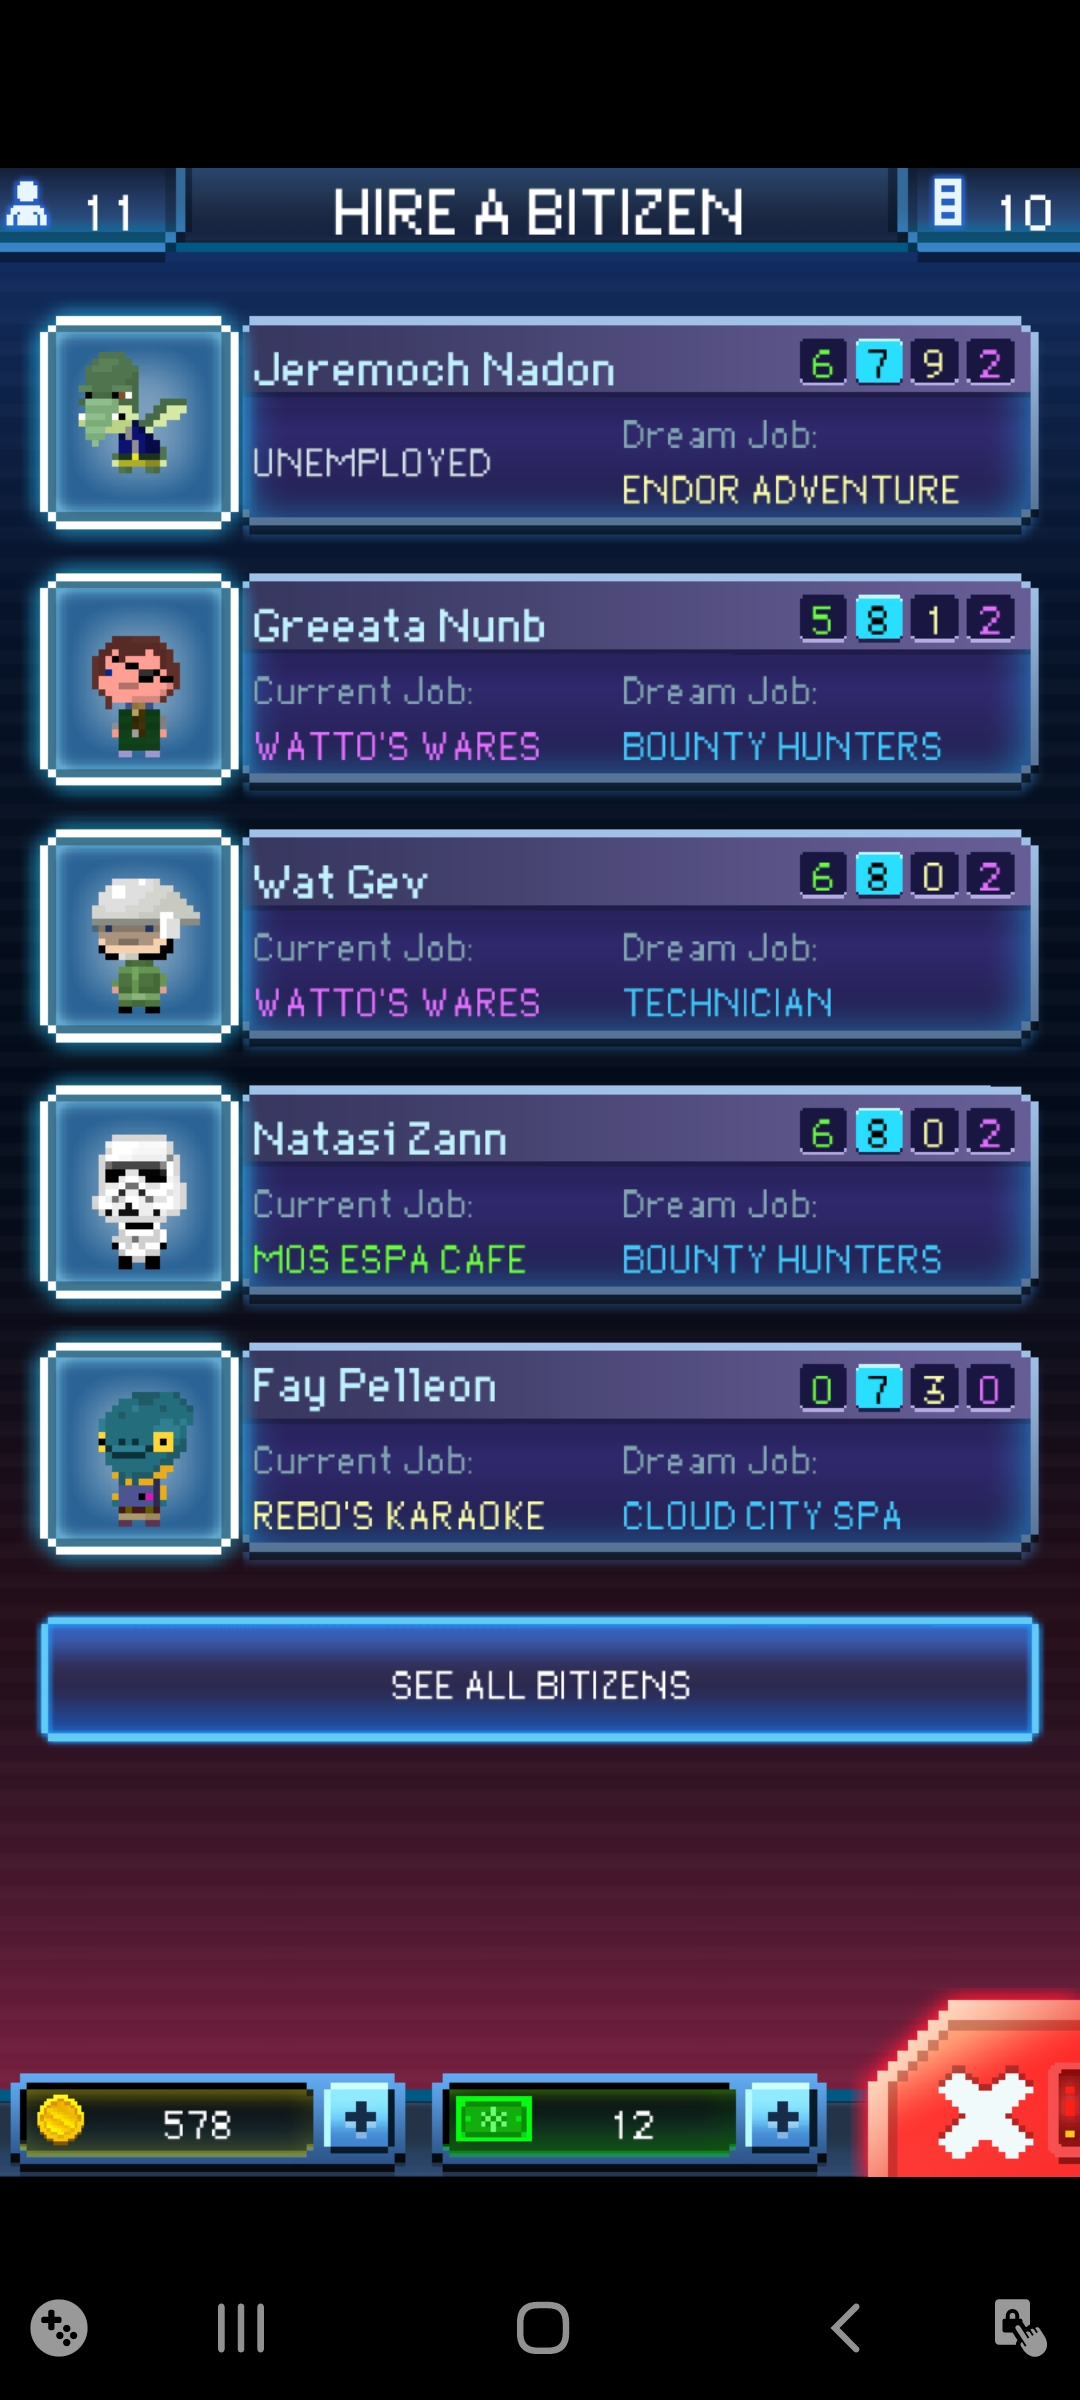 11
HIRE A BITIZEN
10
Jeremoch Nadon
6 7 9 2
UNEMPLOYED
Dream Job:
ENDOR ADVENTURE
Greeata Nunb
5 8 1 2
Current Job:
Dream Job:
WATTO'S WARES
BOUNTY HUNTERS
Wat Gev
6 8 0 2
Current Job:
Dream Job:
WATTO'S WARES
TECHNICIAN
Natasi Zann
6 8 0 2
Current Job:
Dream Job:
MOS ESPA CAFE
BOUNTY HUNTERS
Fay Pelleon
0 7 3 0
Current Job:
Dream Job:
REBO'S KARAOKE
CLOUD CITY SPA
SEE ALL BITIZENS
578
12